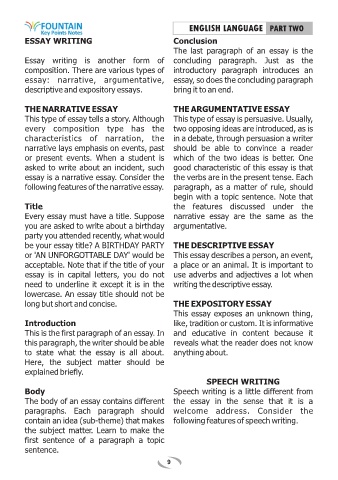 FOUNTAIN
Key Points Notes
ENGLISH LANGUAGE PART TWO
ESSAY WRITING
Essay writing is another form of
composition. There are various types of
essay: narrative, argumentative,
descriptive and expository essays.
THE NARRATIVE ESSAY
This type of essay tells a story. Although
every composition type has the
characteristics of narration, the
narrative lays emphasis on events, past
or present events. When a student is
asked to write about an incident, such
essay is a narrative essay. Consider the
following features of the narrative essay.
Title
Every essay must have a title. Suppose
you are asked to write about a birthday
party you attended recently, what would
be your essay title? A BIRTHDAY PARTY
or 'AN UNFORGOTTABLE DAY' would be
acceptable. Note that if the title of your
essay is in capital letters, you do not
need to underline it except it is in the
lowercase. An essay title should not be
long but short and concise.
Introduction
This is the first paragraph of an essay. In
this paragraph, the writer should be able
to state what the essay is all about.
Here, the subject matter should be
explained briefly.
Body
The body of an essay contains different
paragraphs. Each paragraph should
contain an idea (sub-theme) that makes
the subject matter. Learn to make the
first sentence of a paragraph a topic
sentence.
Conclusion
The last paragraph of an essay is the
concluding paragraph. Just as the
introductory paragraph introduces an
essay, so does the concluding paragraph
bring it to an end.
THE ARGUMENTATIVE ESSAY
This type of essay is persuasive. Usually,
two opposing ideas are introduced, as is
in a debate, through persuasion a writer
should be able to convince a reader
which of the two ideas is better. One
good characteristic of this essay is that
the verbs are in the present tense. Each
paragraph, as a matter of rule, should
begin with a topic sentence. Note that
the features discussed under the
narrative essay are the same as the
argumentative.
THE DESCRIPTIVE ESSAY
This essay describes a person, an event,
a place or an animal. It is important to
use adverbs and adjectives a lot when
writing the descriptive essay.
THE EXPOSITORY ESSAY
This essay exposes an unknown thing,
like, tradition or custom. It is informative
and educative in content because it
reveals what the reader does not know
anything about.
SPEECH WRITING
Speech writing is a little different from
the essay in the sense that it is a
welcome address. Consider the
following features of speech writing.
9